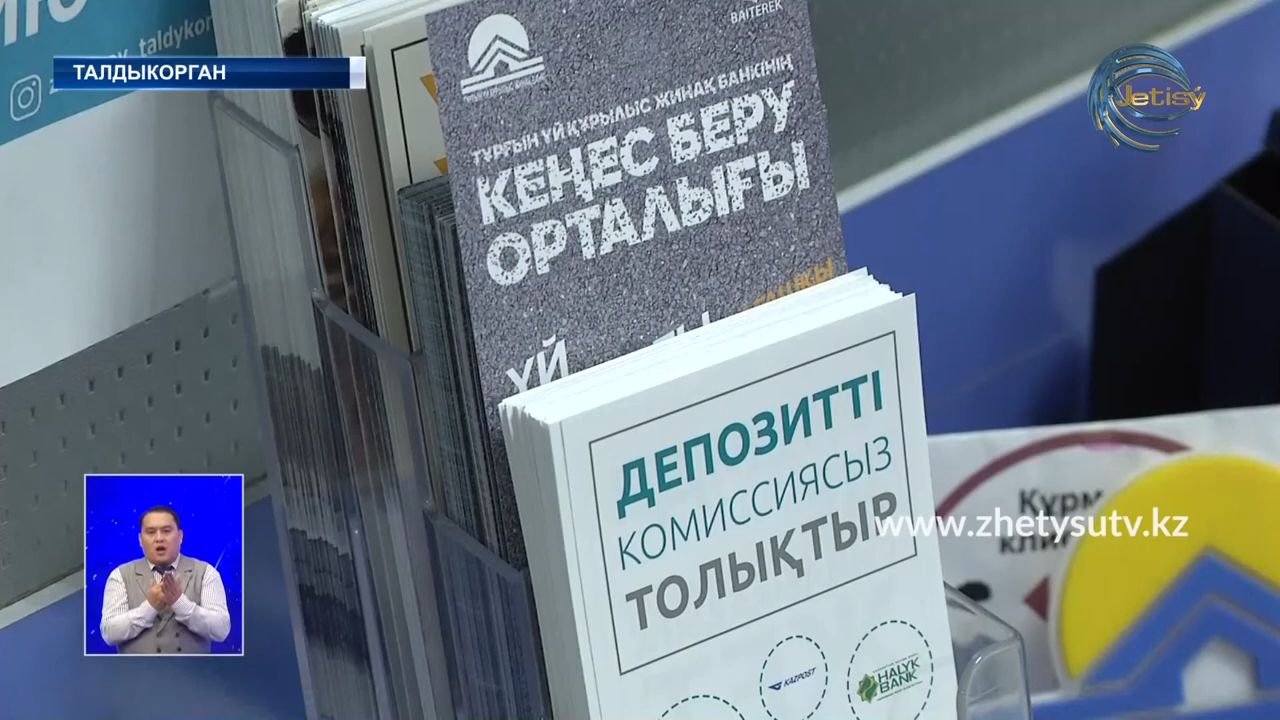 ТАЛДЫКОРГАН
Jetisý
BAITEREK
ТҰРҒЫН ҮЙ ҚҰРЫЛЫС ЖИНАҚ БАНКІНІҢ
КЕҢЕС БЕРУ
ОРТАЛЫҒЫ
ҮЙ
ДЕПОЗИТТІ
КОМИССИЯСЫЗ
ТОЛЫҚТЫР
KAZPOST
HALYK
BANK
www.zhetysutv.kz